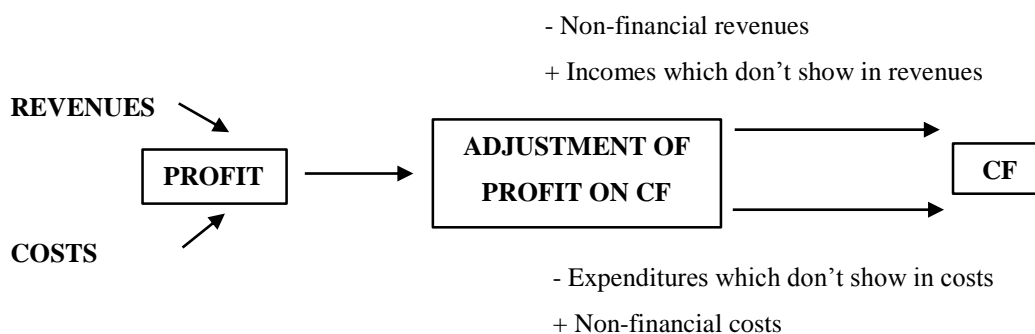 - Non-financial revenues
+ Incomes which don’t show in revenues
REVENUES
PROFIT
ADJUSTMENT OF
PROFIT ON CF
CF
COSTS
- Expenditures which don’t show in costs
+ Non-financial costs